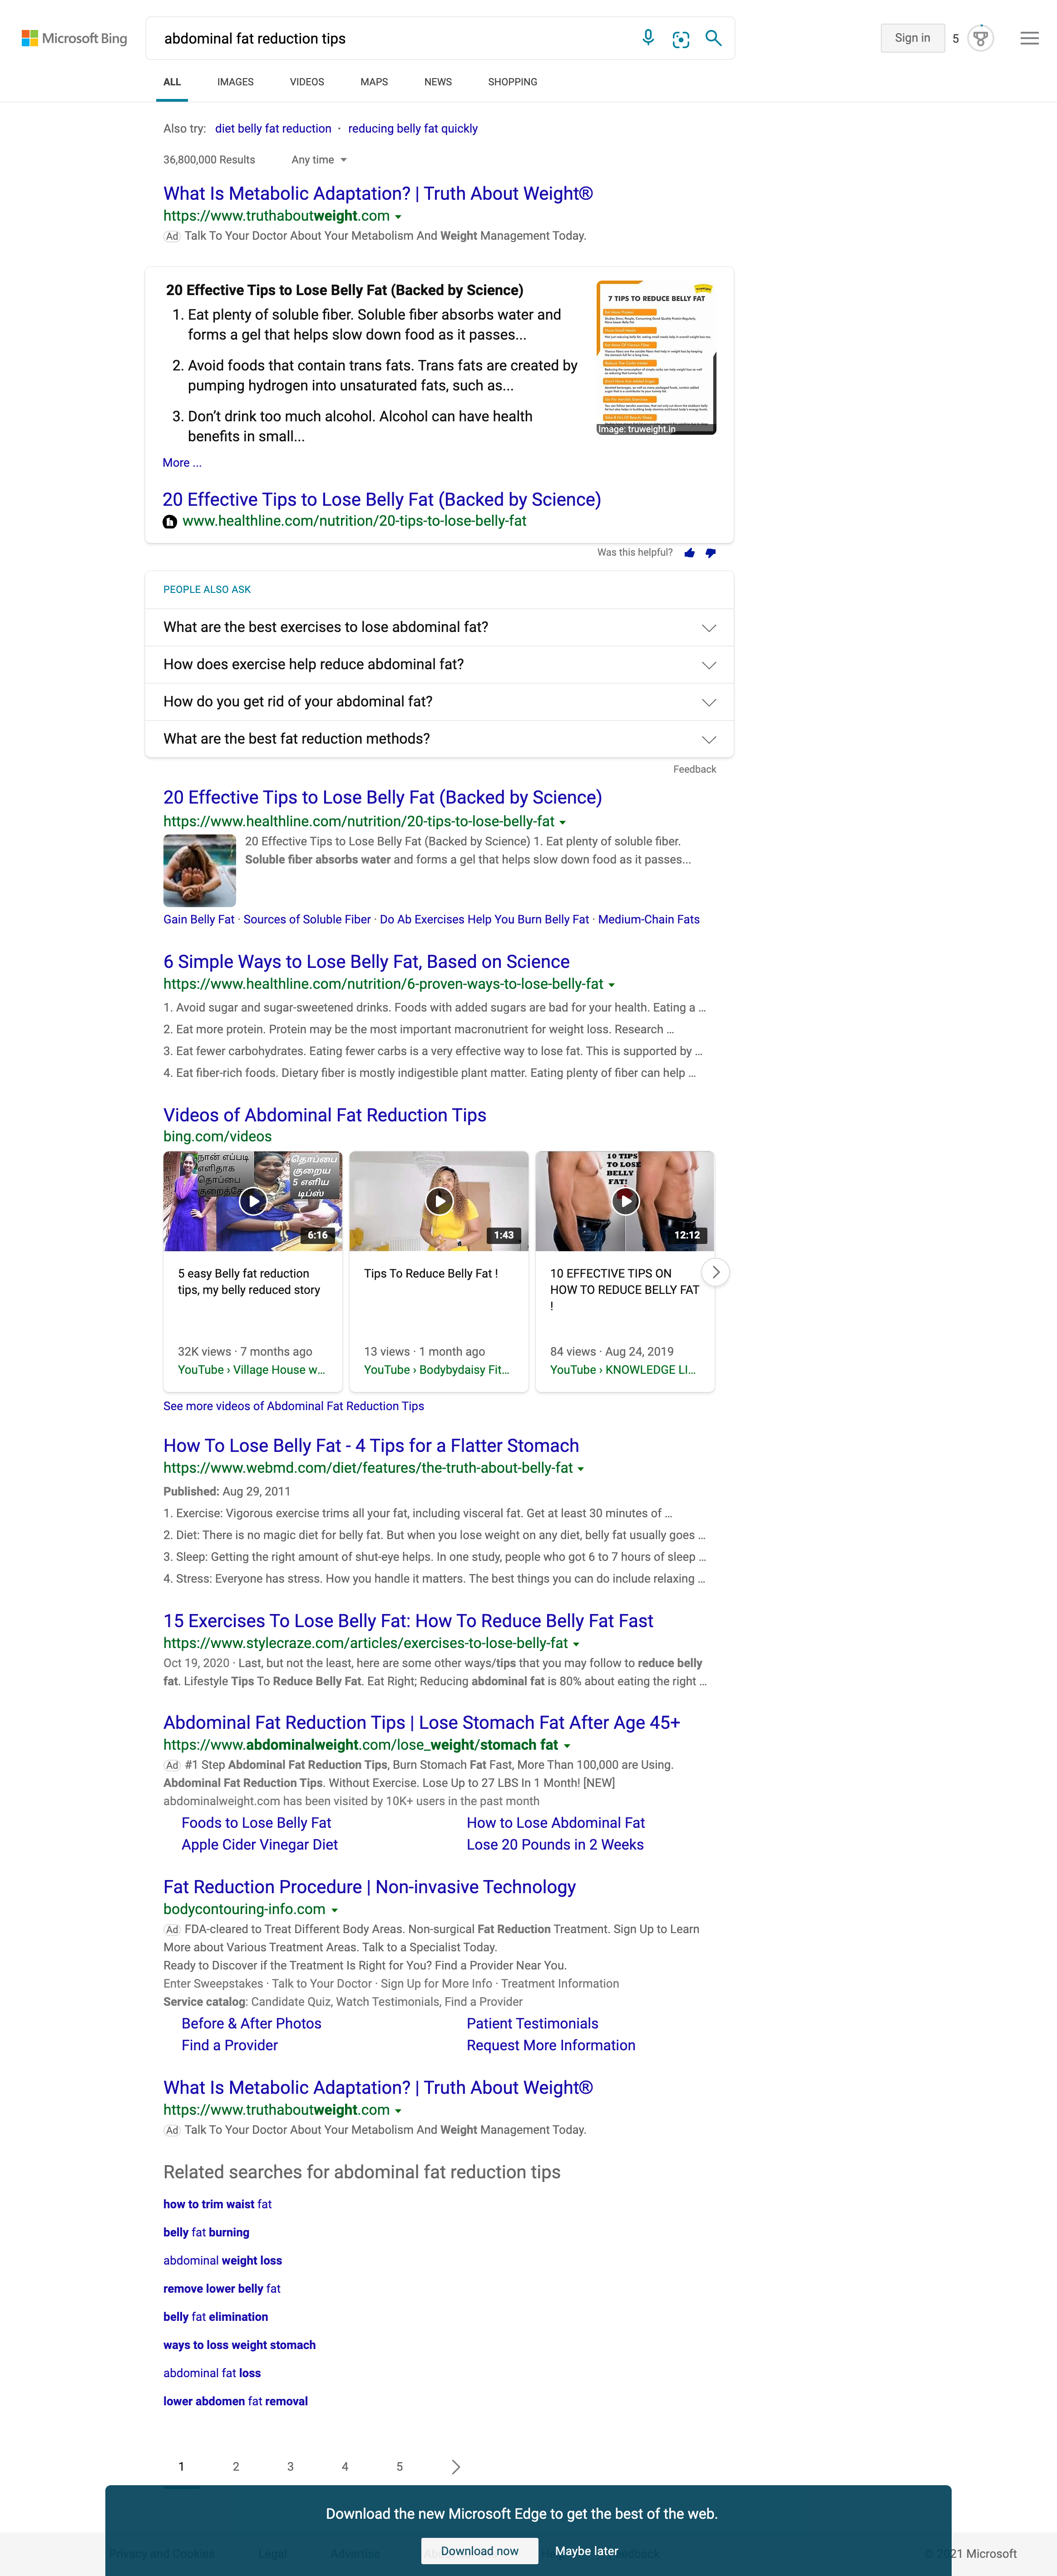 Microsoft Bing
abdominal fat reduction tips
Sign in
5
ALL
IMAGES
VIDEOS
MAPS
NEWS
SHOPPING
Also try: diet belly fat reduction · reducing belly fat quickly
36,800,000 Results
Any time
What Is Metabolic Adaptation? | Truth About Weight®
https://www.truthaboutweight.com
Ad Talk To Your Doctor About Your Metabolism And Weight Management Today.
20 Effective Tips to Lose Belly Fat (Backed by Science)
1. Eat plenty of soluble fiber. Soluble fiber absorbs water and
forms a gel that helps slow down food as it passes...
2. Avoid foods that contain trans fats. Trans fats are created by
pumping hydrogen into unsaturated fats, such as...
3. Don’t drink too much alcohol. Alcohol can have health
benefits in small...
More ...
7 TIPS TO REDUCE BELLY FAT
Image: truweight.in
20 Effective Tips to Lose Belly Fat (Backed by Science)
www.healthline.com/nutrition/20-tips-to-lose-belly-fat
Was this helpful?
PEOPLE ALSO ASK
What are the best exercises to lose abdominal fat?
How does exercise help reduce abdominal fat?
How do you get rid of your abdominal fat?
What are the best fat reduction methods?
Feedback
20 Effective Tips to Lose Belly Fat (Backed by Science)
https://www.healthline.com/nutrition/20-tips-to-lose-belly-fat
20 Effective Tips to Lose Belly Fat (Backed by Science) 1. Eat plenty of soluble fiber.
Soluble fiber absorbs water and forms a gel that helps slow down food as it passes...
Gain Belly Fat · Sources of Soluble Fiber · Do Ab Exercises Help You Burn Belly Fat · Medium-Chain Fats
6 Simple Ways to Lose Belly Fat, Based on Science
https://www.healthline.com/nutrition/6-proven-ways-to-lose-belly-fat
1. Avoid sugar and sugar-sweetened drinks. Foods with added sugars are bad for your health. Eating a ...
2. Eat more protein. Protein may be the most important macronutrient for weight loss. Research ...
3. Eat fewer carbohydrates. Eating fewer carbs is a very effective way to lose fat. This is supported by ...
4. Eat fiber-rich foods. Dietary fiber is mostly indigestible plant matter. Eating plenty of fiber can help ...
Videos of Abdominal Fat Reduction Tips
bing.com/videos
நான் எப்படி
எளிதாக
தொப்பை
தொப்பை
குறைய
5 எளிய
டிப்ஸ்
6:16
1:43
10 TIPS
TO LOSE
BELLY
FAT!
12:12
5 easy Belly fat reduction
tips, my belly reduced story
32K views · 7 months ago
YouTube › Village House w...
Tips To Reduce Belly Fat !
13 views · 1 month ago
YouTube › Bodybydaisy Fit...
10 EFFECTIVE TIPS ON
HOW TO REDUCE BELLY FAT
!
84 views · Aug 24, 2019
YouTube › KNOWLEDGE LI...
See more videos of Abdominal Fat Reduction Tips
How To Lose Belly Fat - 4 Tips for a Flatter Stomach
https://www.webmd.com/diet/features/the-truth-about-belly-fat
Published: Aug 29, 2011
1. Exercise: Vigorous exercise trims all your fat, including visceral fat. Get at least 30 minutes of ...
2. Diet: There is no magic diet for belly fat. But when you lose weight on any diet, belly fat usually goes ...
3. Sleep: Getting the right amount of shut-eye helps. In one study, people who got 6 to 7 hours of sleep ...
4. Stress: Everyone has stress. How you handle it matters. The best things you can do include relaxing ...
15 Exercises To Lose Belly Fat: How To Reduce Belly Fat Fast
https://www.stylecraze.com/articles/exercises-to-lose-belly-fat
Oct 19, 2020 · Last, but not the least, here are some other ways/tips that you may follow to reduce belly
fat. Lifestyle Tips To Reduce Belly Fat. Eat Right; Reducing abdominal fat is 80% about eating the right ...
Abdominal Fat Reduction Tips | Lose Stomach Fat After Age 45+
https://www.abdominalweight.com/lose_weight/stomach fat
Ad #1 Step Abdominal Fat Reduction Tips, Burn Stomach Fat Fast, More Than 100,000 are Using.
Abdominal Fat Reduction Tips. Without Exercise. Lose Up to 27 LBS In 1 Month! [NEW]
abdominalweight.com has been visited by 10K+ users in the past month
Foods to Lose Belly Fat
How to Lose Abdominal Fat
Apple Cider Vinegar Diet
Lose 20 Pounds in 2 Weeks
Fat Reduction Procedure | Non-invasive Technology
bodycontouring-info.com
Ad FDA-cleared to Treat Different Body Areas. Non-surgical Fat Reduction Treatment. Sign Up to Learn
More about Various Treatment Areas. Talk to a Specialist Today.
Ready to Discover if the Treatment Is Right for You? Find a Provider Near You.
Enter Sweepstakes · Talk to Your Doctor · Sign Up for More Info · Treatment Information
Service catalog: Candidate Quiz, Watch Testimonials, Find a Provider
Before & After Photos
Patient Testimonials
Find a Provider
Request More Information
What Is Metabolic Adaptation? | Truth About Weight®
https://www.truthaboutweight.com
Ad Talk To Your Doctor About Your Metabolism And Weight Management Today.
Related searches for abdominal fat reduction tips
how to trim waist fat
belly fat burning
abdominal weight loss
remove lower belly fat
belly fat elimination
ways to loss weight stomach
abdominal fat loss
lower abdomen fat removal
1
2
3
4
5
Download the new Microsoft Edge to get the best of the web.
Download now
Maybe later
Privacy and Cookies
Legal
Advertise
21 Microsoft